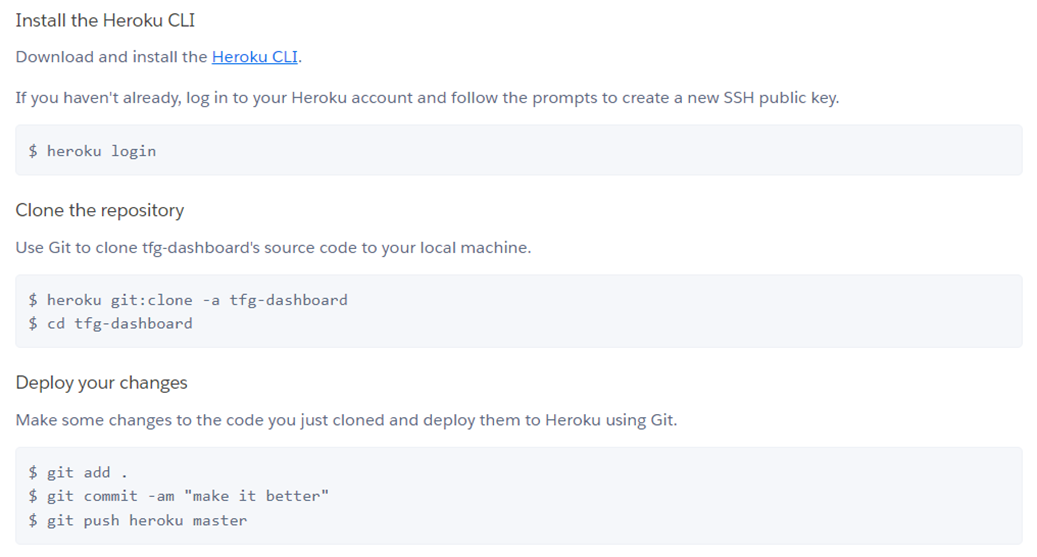 Install the Heroku CLI
Download and install the Heroku CLI.
If you haven't already, log in to your Heroku account and follow the prompts to create a new SSH public key.
$ heroku login
Clone the repository
Use Git to clone tfg-dashboard's source code to your local machine.
$ heroku git:clone -a tfg-dashboard
$ cd tfg-dashboard
Deploy your changes
Make some changes to the code you just cloned and deploy them to Heroku using Git.
$ git add .
$ git commit -am "make it better"
$ git push heroku master